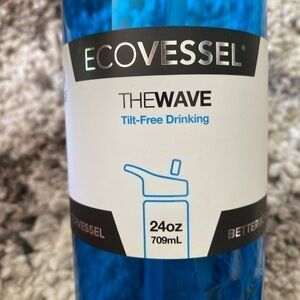 ECOVESSEL®
THEWAVE
Tilt-Free Drinking
24oz
709mL